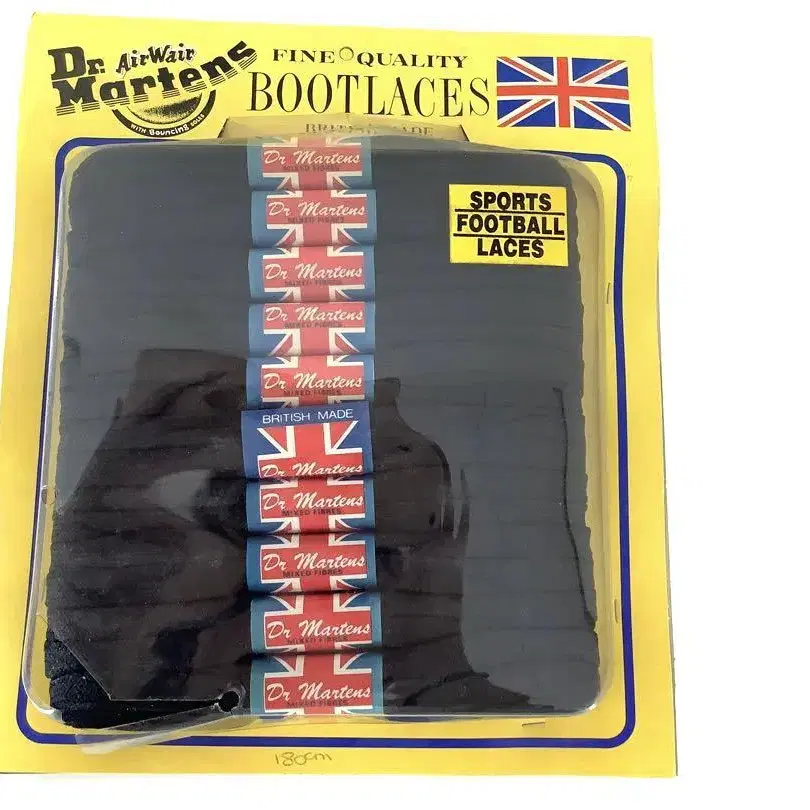 Dr. AirWair
Martens
WITH Bouncing SOLES
FINE QUALITY
BOOTLACES
BRITISH MADE
SPORTS
FOOTBALL
LACES
Dr Martens
MIXED FIBRES
Dr Martens
MIXED FIBRES
Dr Martens
MIXED FIBRES
Dr Martens
MIXED FIBRES
Dr Martens
MIXED FIBRES
BRITISH MADE
Dr Martens
Dr Martens
MIXED FIBRES
Dr Martens
MIXED FIBRES
Dr Martens
MIXED FIBRES
Dr Martens
MIXED FIBRES
180cm